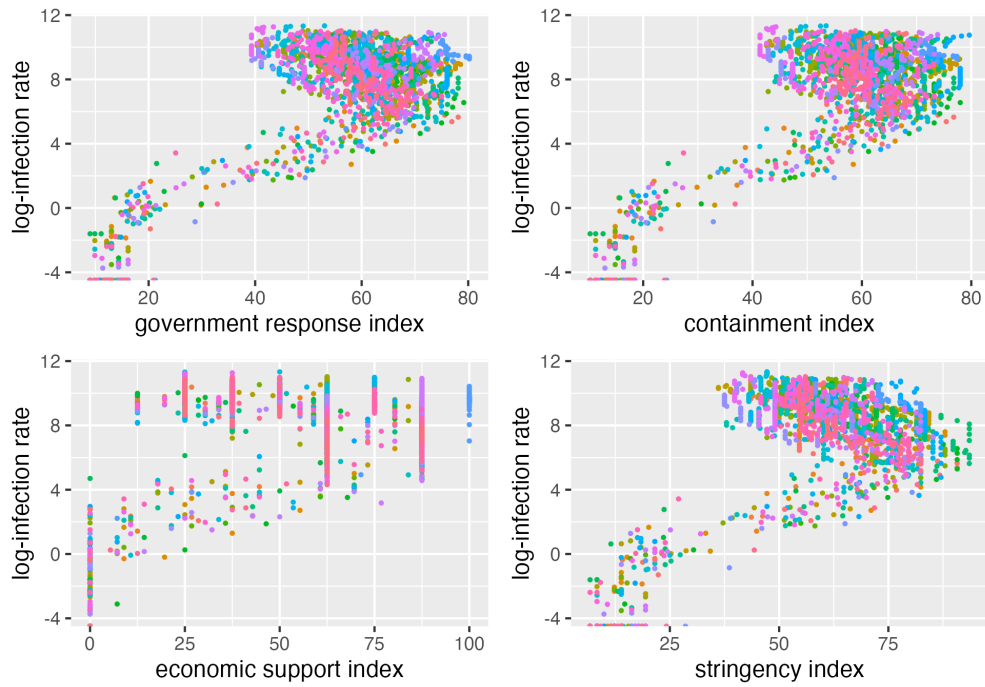 12
8
4
0
-4
log-infection rate
20 40 60 80
government response index
12
8
4
0
-4
log-infection rate
20 40 60 80
containment index
12
8
4
0
-4
log-infection rate
0 25 50 75 100
economic support index
12
8
4
0
-4
log-infection rate
25 50 75
stringency index